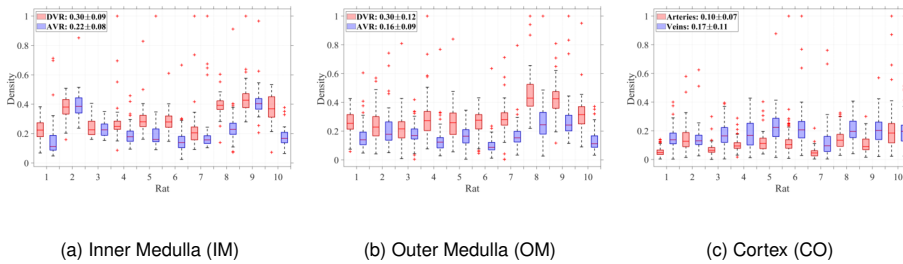 DVR: 0.30±0.09
AVR: 0.22±0.08
Density
1
0.8
0.6
0.4
0.2
0
1 2 3 4 5 6 7 8 9 10
Rat
(a) Inner Medulla (IM)
DVR: 0.30±0.12
AVR: 0.16±0.09
Density
1
0.8
0.6
0.4
0.2
0
1 2 3 4 5 6 7 8 9 10
Rat
(b) Outer Medulla (OM)
Arteries: 0.10±0.07
Veins: 0.17±0.11
Density
1
0.8
0.6
0.4
0.2
0
1 2 3 4 5 6 7 8 9 10
Rat
(c) Cortex (CO)